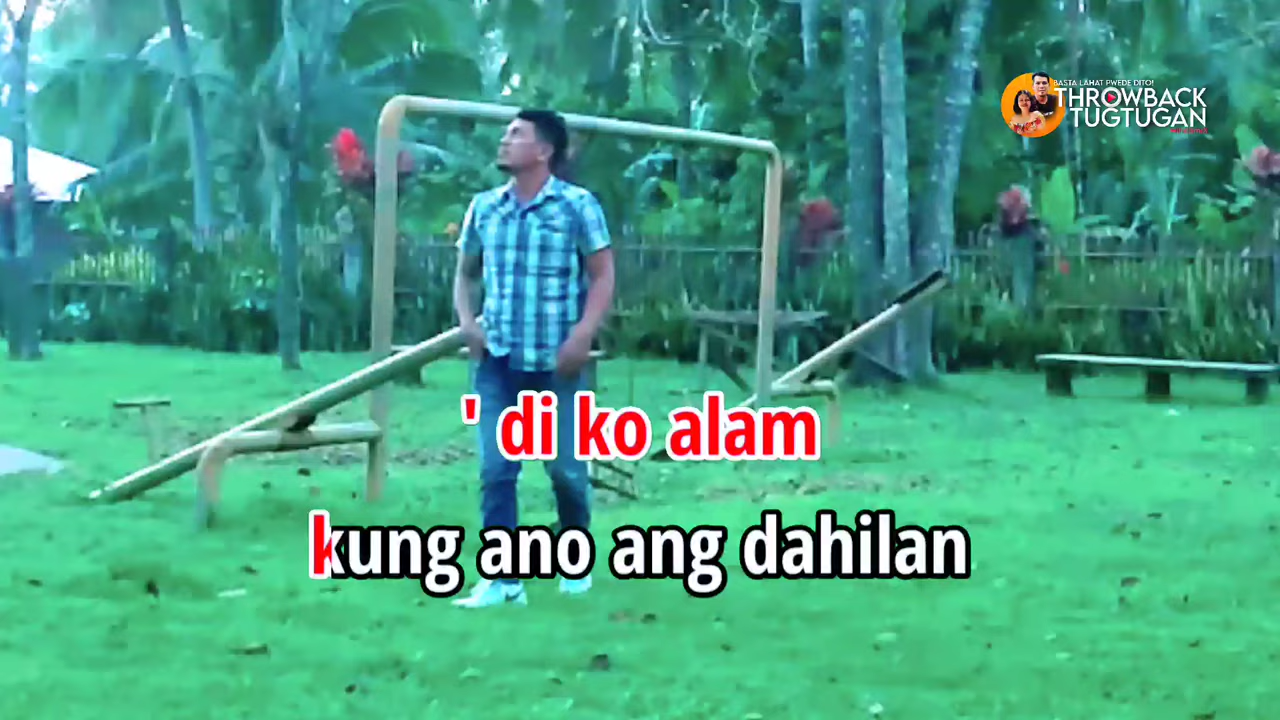 BASTA LAHAT PWEDE DITO!
THROWBACK
TUGTUGAN
' di ko alam
kung ano ang dahilan